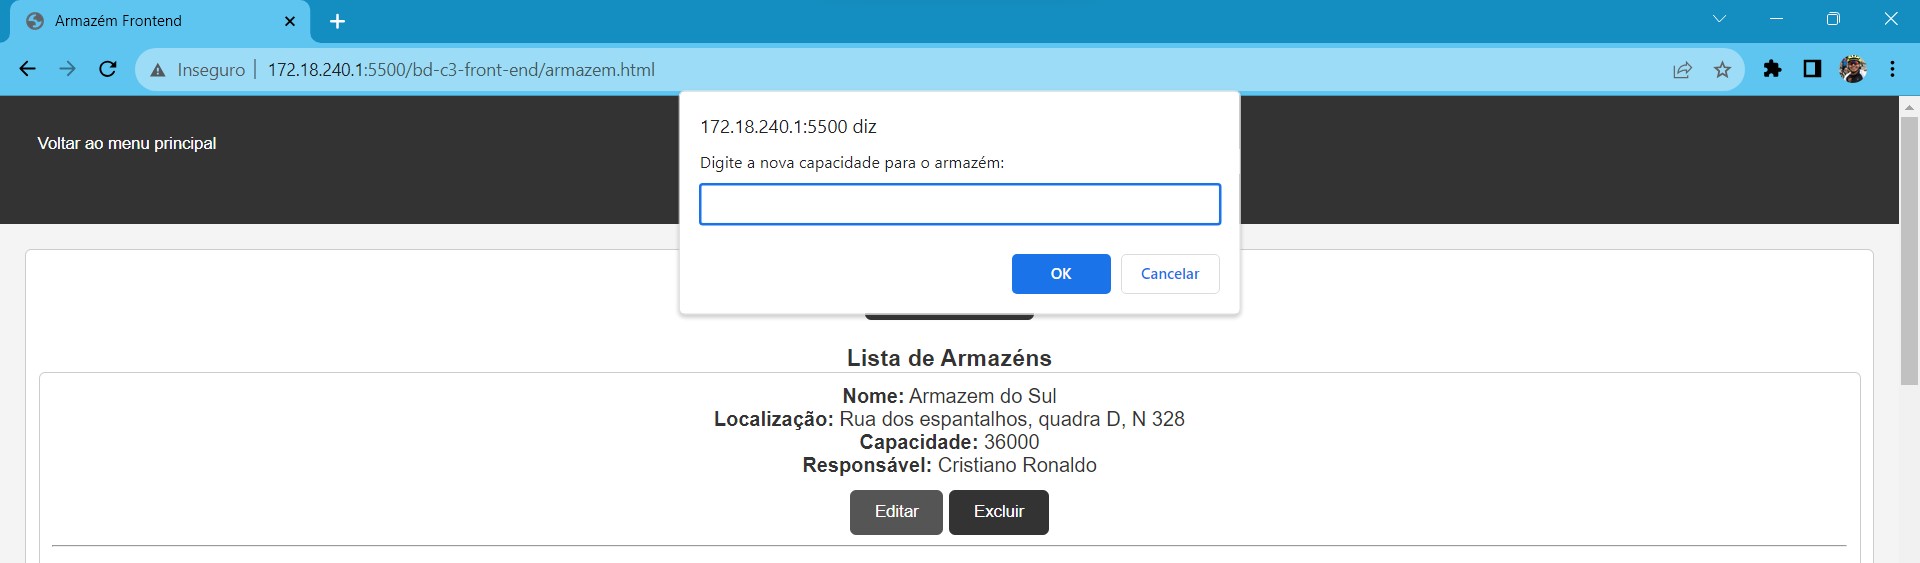 Armazém Frontend
Inseguro 172.18.240.1:5500/bd-c3-front-end/armazem.html
Voltar ao menu principal
172.18.240.1:5500 diz
Digite a nova capacidade para o armazém:
OK Cancelar
Lista de Armazéns
Nome: Armazem do Sul
Localização: Rua dos espantalhos, quadra D, N 328
Capacidade: 36000
Responsável: Cristiano Ronaldo
Editar Excluir